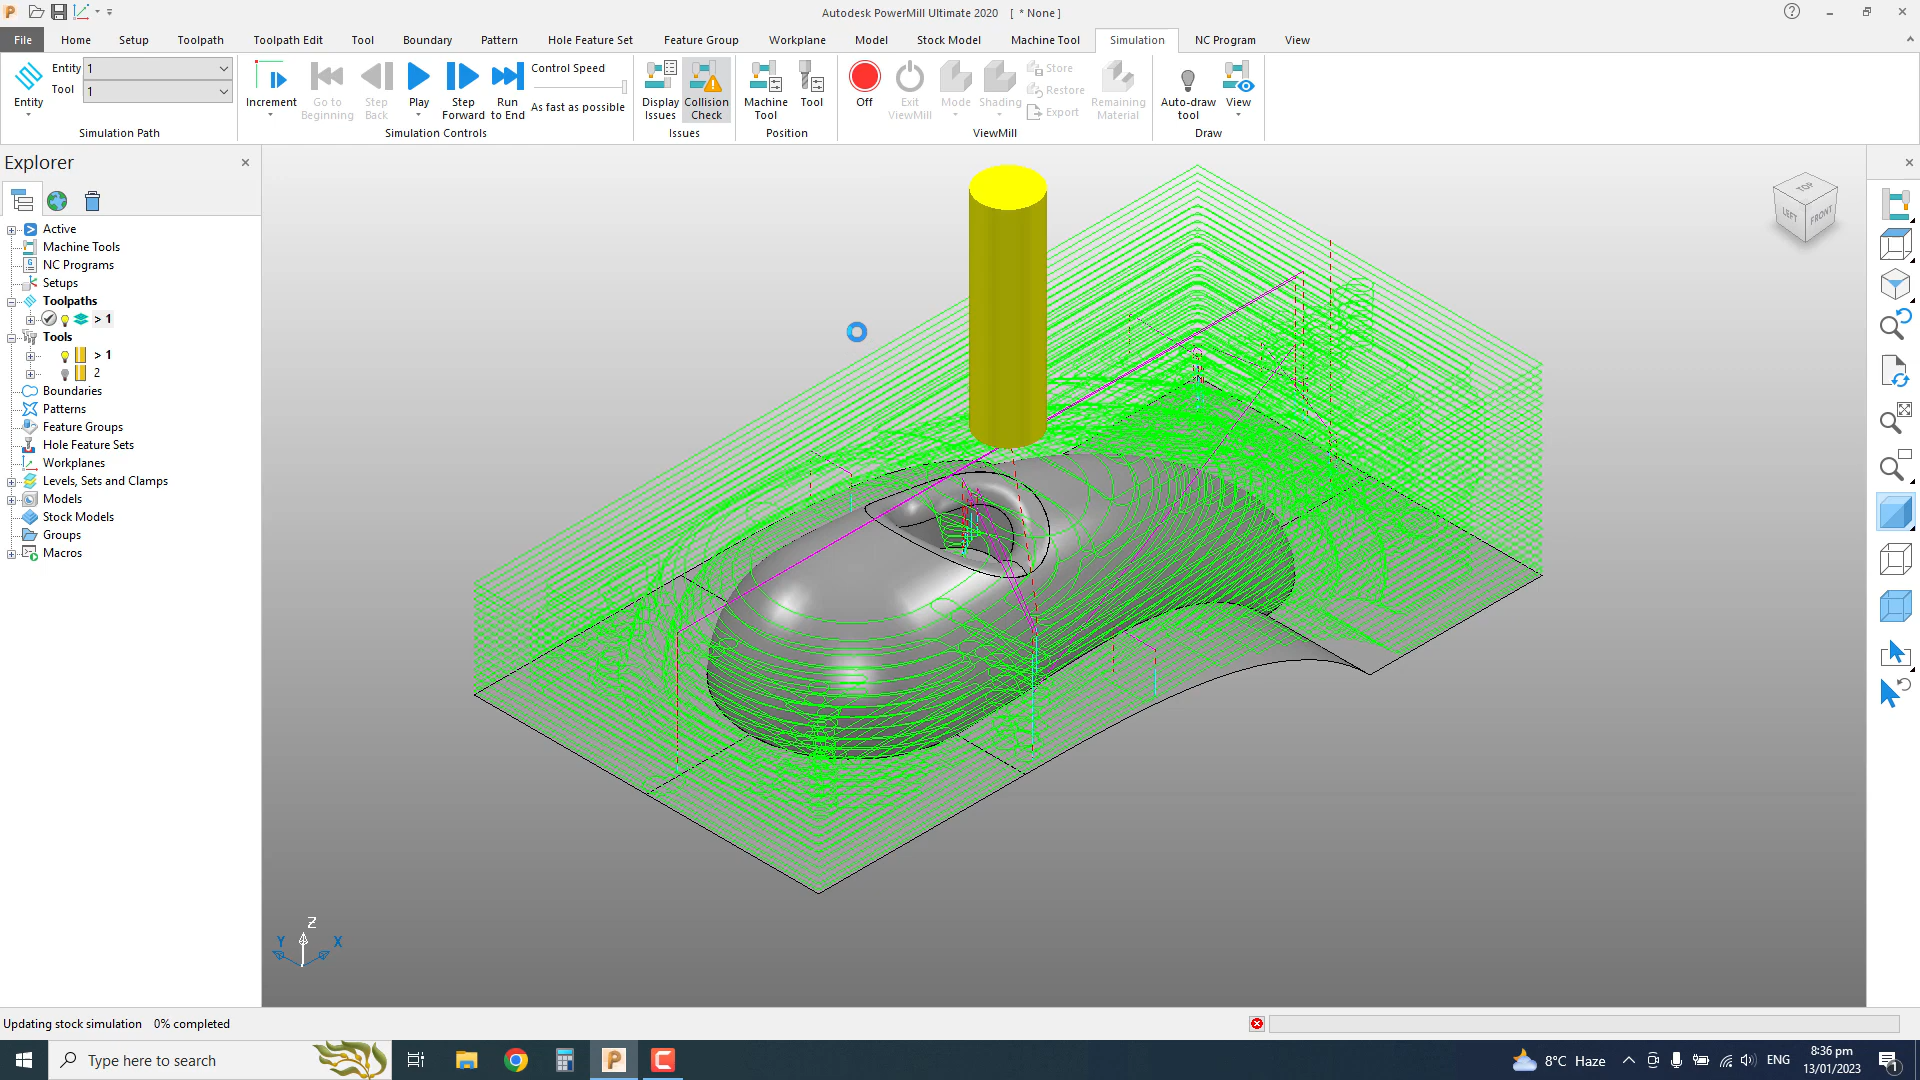 Autodesk PowerMill Ultimate 2020 [ * None ]
File Home Setup Toolpath Toolpath Edit Tool Boundary Pattern Hole Feature Set Feature Group Workplane Model Stock Model Machine Tool Simulation NC Program View
Entity
Entity 1
Tool 1
Simulation Path
Increment
Go to Beginning
Step Back
Play
Step Forward
Run to End
Control Speed
As fast as possible
Simulation Controls
Display Issues
Collision Check
Issues
Machine Tool
Tool
Position
Off
Exit ViewMill
Mode
Shading
Store
Restore
Export
Remaining Material
ViewMill
Auto-draw tool
View
Draw
Explorer
Active
Machine Tools
NC Programs
Setups
Toolpaths
> 1
Tools
> 1
2
Boundaries
Patterns
Feature Groups
Hole Feature Sets
Workplanes
Levels, Sets and Clamps
Models
Stock Models
Groups
Macros
TOP
LEFT
FRONT
Z
Y
X
Updating stock simulation 0% completed
Type here to search
8°C Haze
ENG
8:36 pm
13/01/2023
1